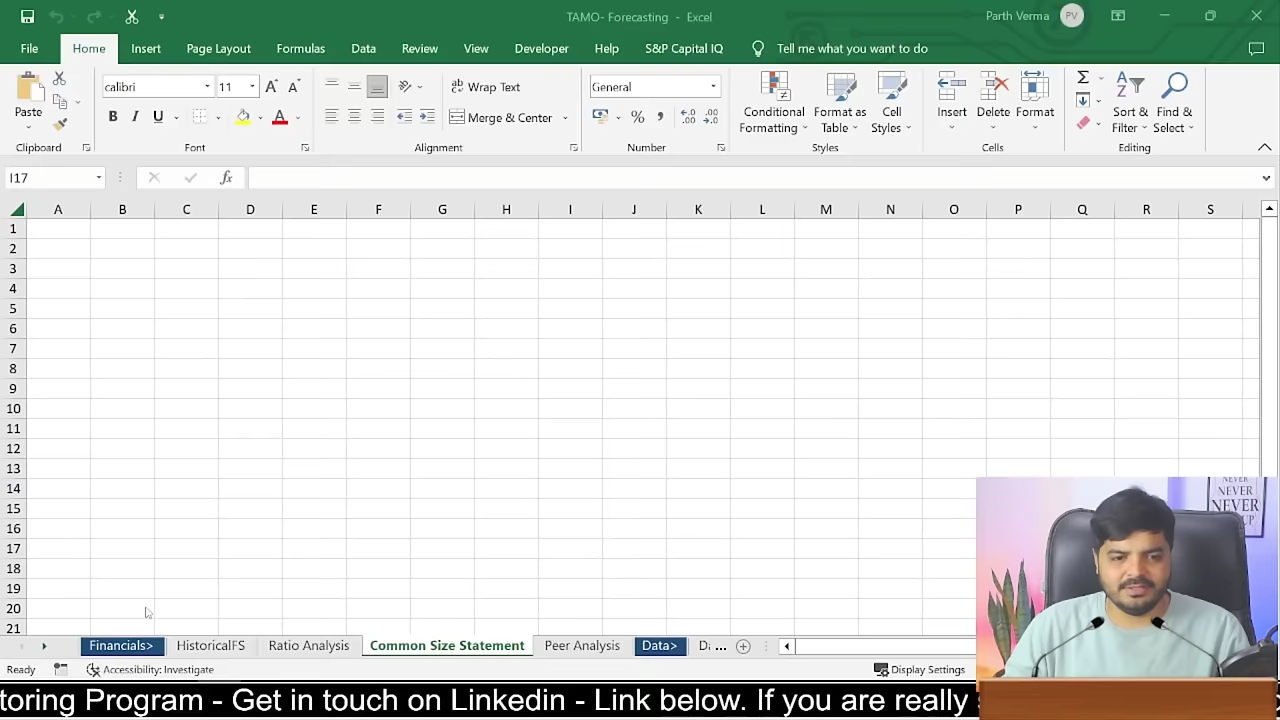 TAMO- Forecasting - Excel
Parth Verma
PV
File
Home
Insert
Page Layout
Formulas
Data
Review
View
Developer
Help
S&P Capital IQ
Tell me what you want to do
Paste
Clipboard
calibri
11
B
I
U
Font
Wrap Text
Merge & Center
Alignment
General
Number
Conditional Formatting
Format as Table
Cell Styles
Styles
Insert
Delete
Format
Cells
Sort & Filter
Find & Select
Editing
I17
fx
A B C D E F G H I J K L M N O P Q R S
1
2
3
4
5
6
7
8
9
10
11
12
13
14
15
16
17
18
19
20
21
NEVER
NEVER
NEVER
Financials>
HistoricalFS
Ratio Analysis
Common Size Statement
Peer Analysis
Data>
...
Ready
Accessibility: Investigate
Display Settings
toring Program - Get in touch on Linkedin - Link below. If you are really